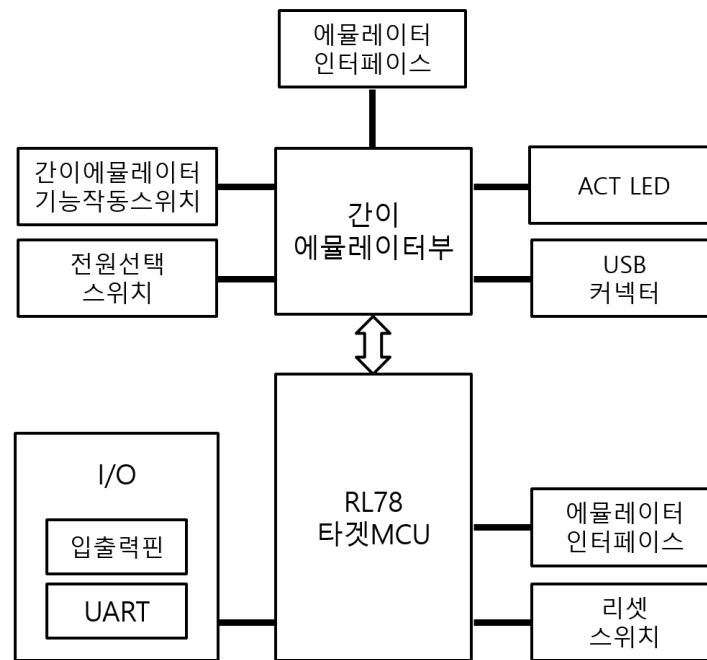 에뮬레이터
인터페이스
간이에뮬레이터
기능작동스위치
간이
에뮬레이터부
ACT LED
전원선택
스위치
USB
커넥터
I/O
입출력핀
UART
RL78
타겟MCU
에뮬레이터
인터페이스
리셋
스위치